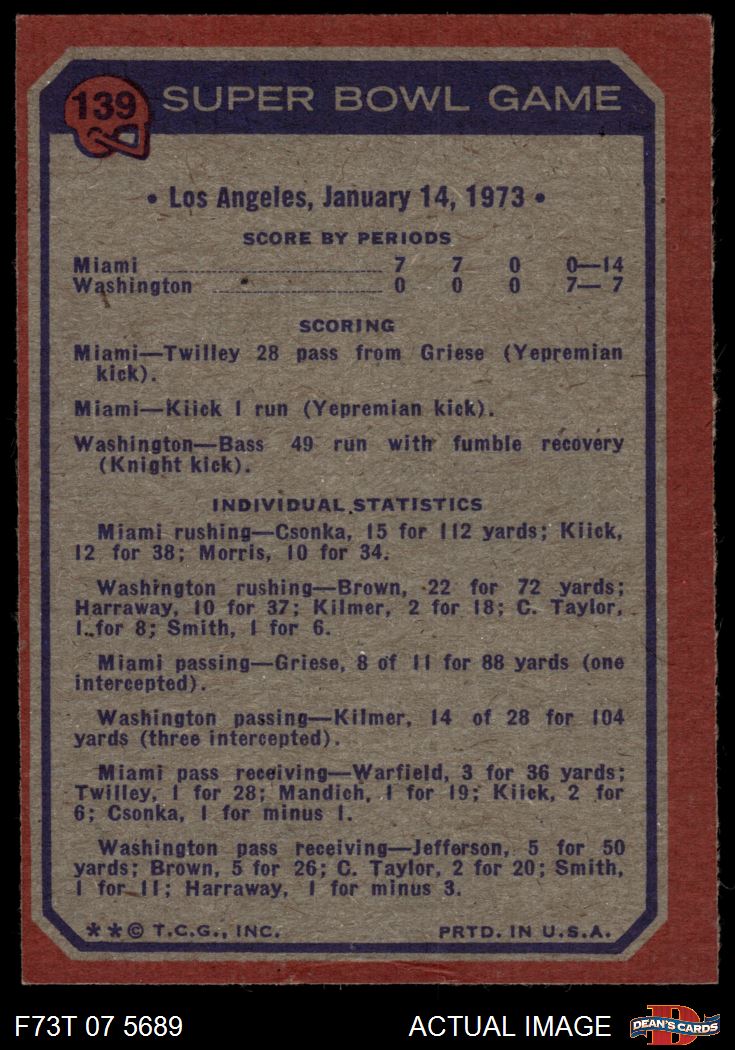 139 SUPER BOWL GAME
• Los Angeles, January 14, 1973 •
SCORE BY PERIODS
Miami ........ 7 7 0 0—14
Washington ........ 0 0 0 7— 7
SCORING
Miami—Twilley 28 pass from Griese (Yepremian
kick).
Miami—Kiick 1 run (Yepremian kick).
Washington—Bass 49 run with fumble recovery
(Knight kick).
INDIVIDUAL STATISTICS
Miami rushing—Csonka, 15 for 112 yards; Kiick,
12 for 38; Morris, 10 for 34.
Washington rushing—Brown, 22 for 72 yards;
Harraway, 10 for 37; Kilmer, 2 for 18; C. Taylor,
1 for 8; Smith, 1 for 6.
Miami passing—Griese, 8 of 11 for 88 yards (one
intercepted).
Washington passing—Kilmer, 14 of 28 for 104
yards (three intercepted).
Miami pass receiving—Warfield, 3 for 36 yards;
Twilley, 1 for 28; Mandich, 1 for 19; Kiick, 2 for
6; Csonka, 1 for minus 1.
Washington pass receiving—Jefferson, 5 for 50
yards; Brown, 5 for 26; C. Taylor, 2 for 20; Smith,
1 for 11; Harraway, 1 for minus 3.
**© T.C.G., INC. PRTD. IN U.S.A.
F73T 07 5689 ACTUAL IMAGE D DEAN'S CARDS